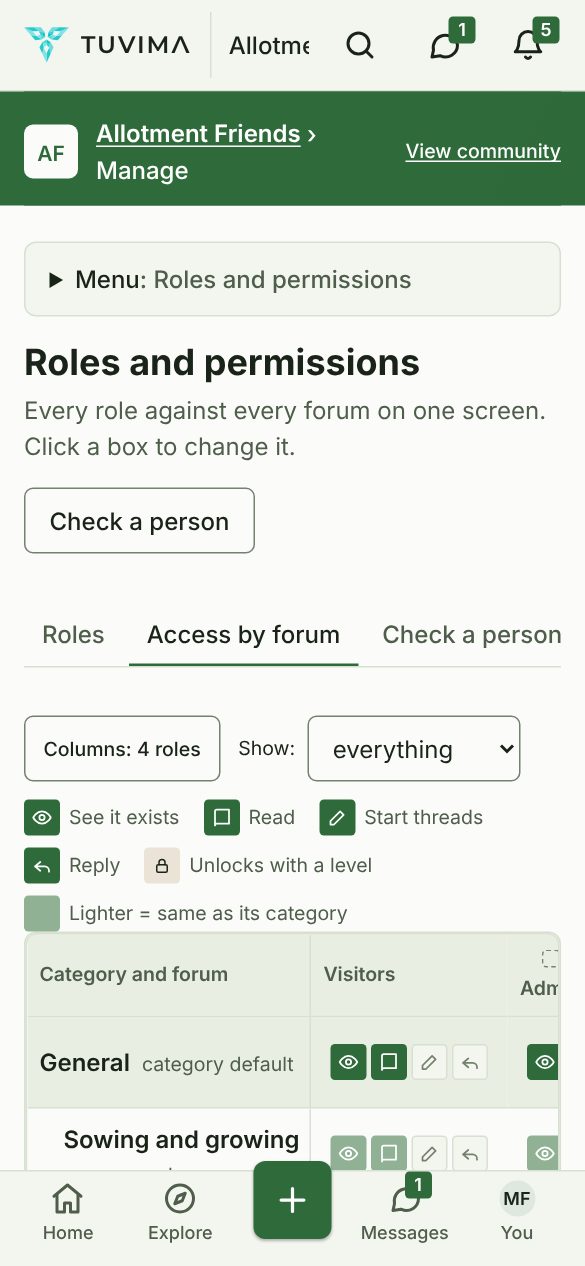 TUVIMA
Allotme
1
5
AF
Allotment Friends ›
Manage
View community
Menu: Roles and permissions
Roles and permissions
Every role against every forum on one screen.
Click a box to change it.
Check a person
Roles
Access by forum
Check a person
Columns: 4 roles
Show:
everything
See it exists
Read
Start threads
Reply
Unlocks with a level
Lighter = same as its category
Category and forum
Visitors
Adm
General category default
Sowing and growing
Home
Explore
1
Messages
MF
You